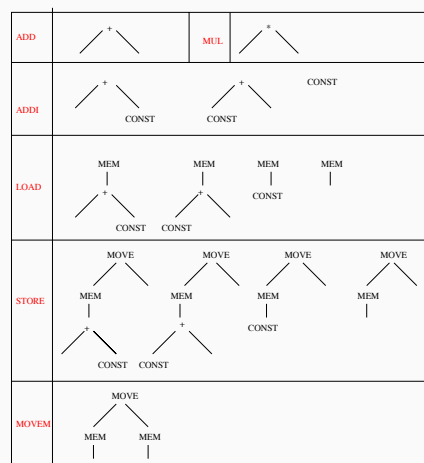 ADD + MUL *
+ + CONST
ADDI CONST CONST
MEM MEM MEM MEM
LOAD + + CONST
CONST CONST
MOVE MOVE MOVE MOVE
STORE MEM MEM MEM MEM
+ + CONST
CONST CONST
MOVE
MOVEM MEM MEM